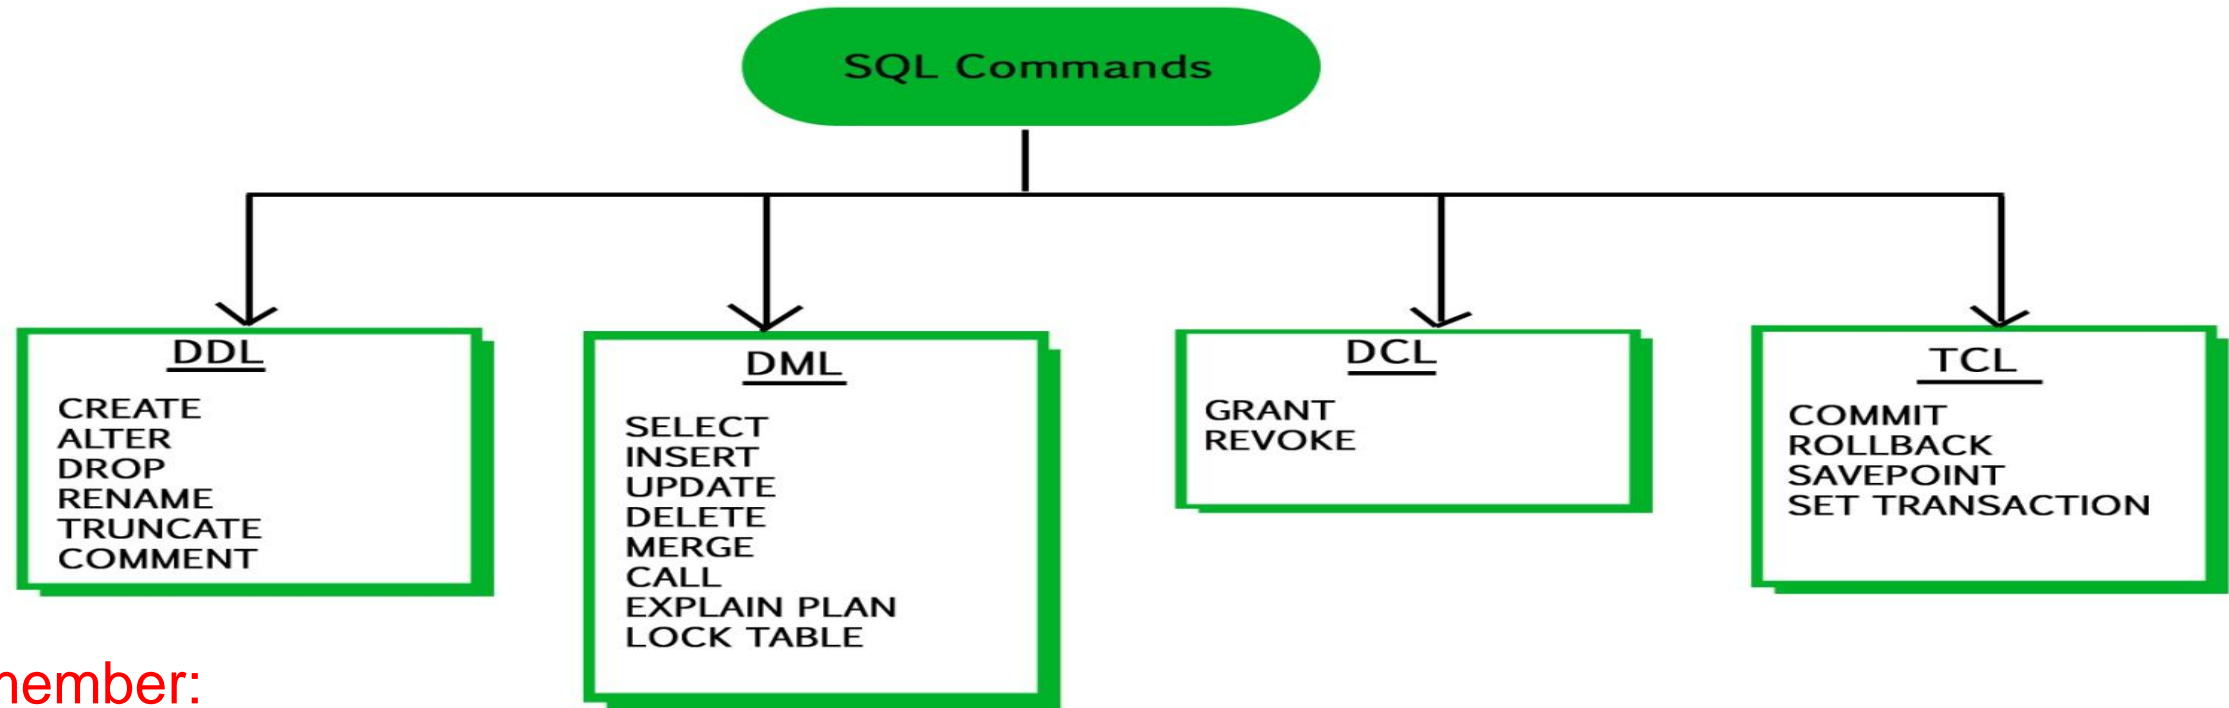 SQL Commands
DDL
CREATE
ALTER
DROP
RENAME
TRUNCATE
COMMENT
DML
SELECT
INSERT
UPDATE
DELETE
MERGE
CALL
EXPLAIN PLAN
LOCK TABLE
DCL
GRANT
REVOKE
TCL
COMMIT
ROLLBACK
SAVEPOINT
SET TRANSACTION